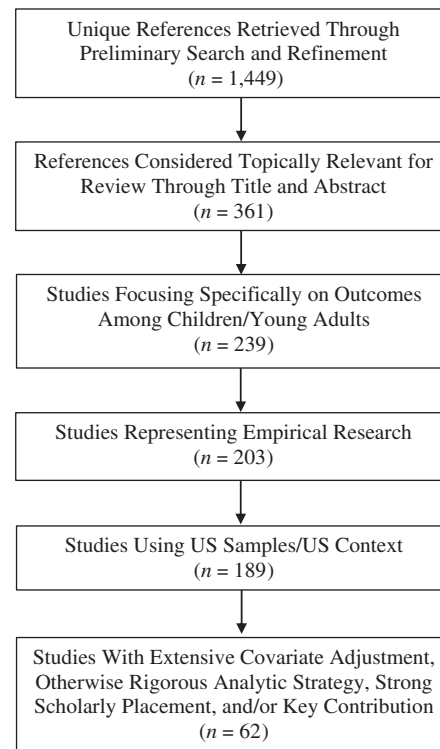 Unique References Retrieved Through
Preliminary Search and Refinement
(n = 1,449)
References Considered Topically Relevant for
Review Through Title and Abstract
(n = 361)
Studies Focusing Specifically on Outcomes
Among Children/Young Adults
(n = 239)
Studies Representing Empirical Research
(n = 203)
Studies Using US Samples/US Context
(n = 189)
Studies With Extensive Covariate Adjustment,
Otherwise Rigorous Analytic Strategy, Strong
Scholarly Placement, and/or Key Contribution
(n = 62)